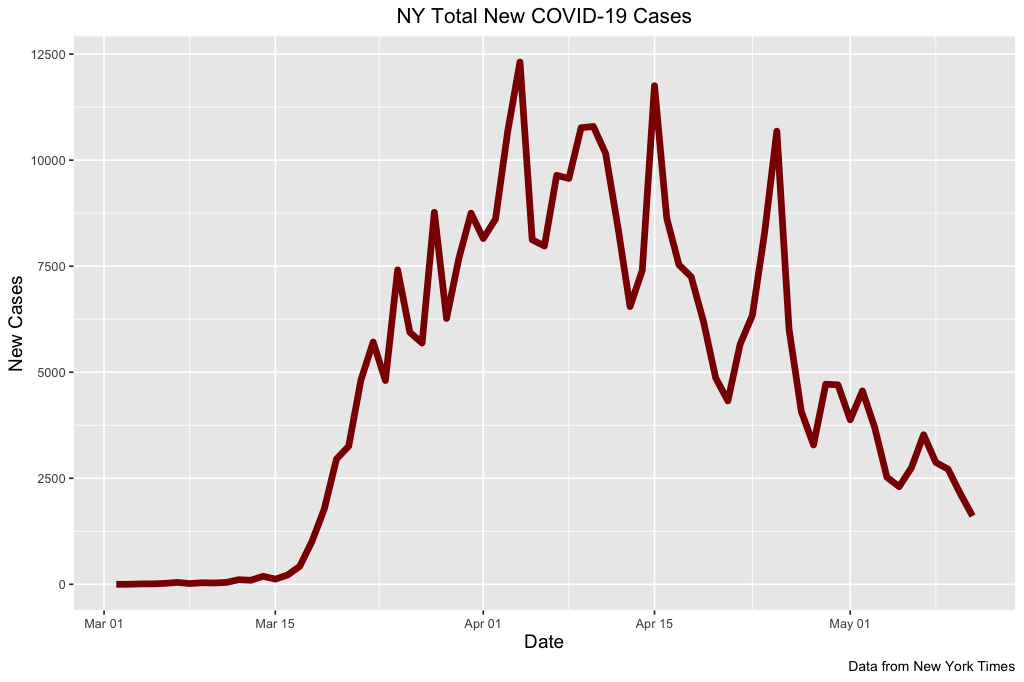 NY Total New COVID-19 Cases
12500
10000
7500
5000
2500
0
New Cases
Mar 01
Mar 15
Apr 01
Apr 15
May 01
Date
Data from New York Times